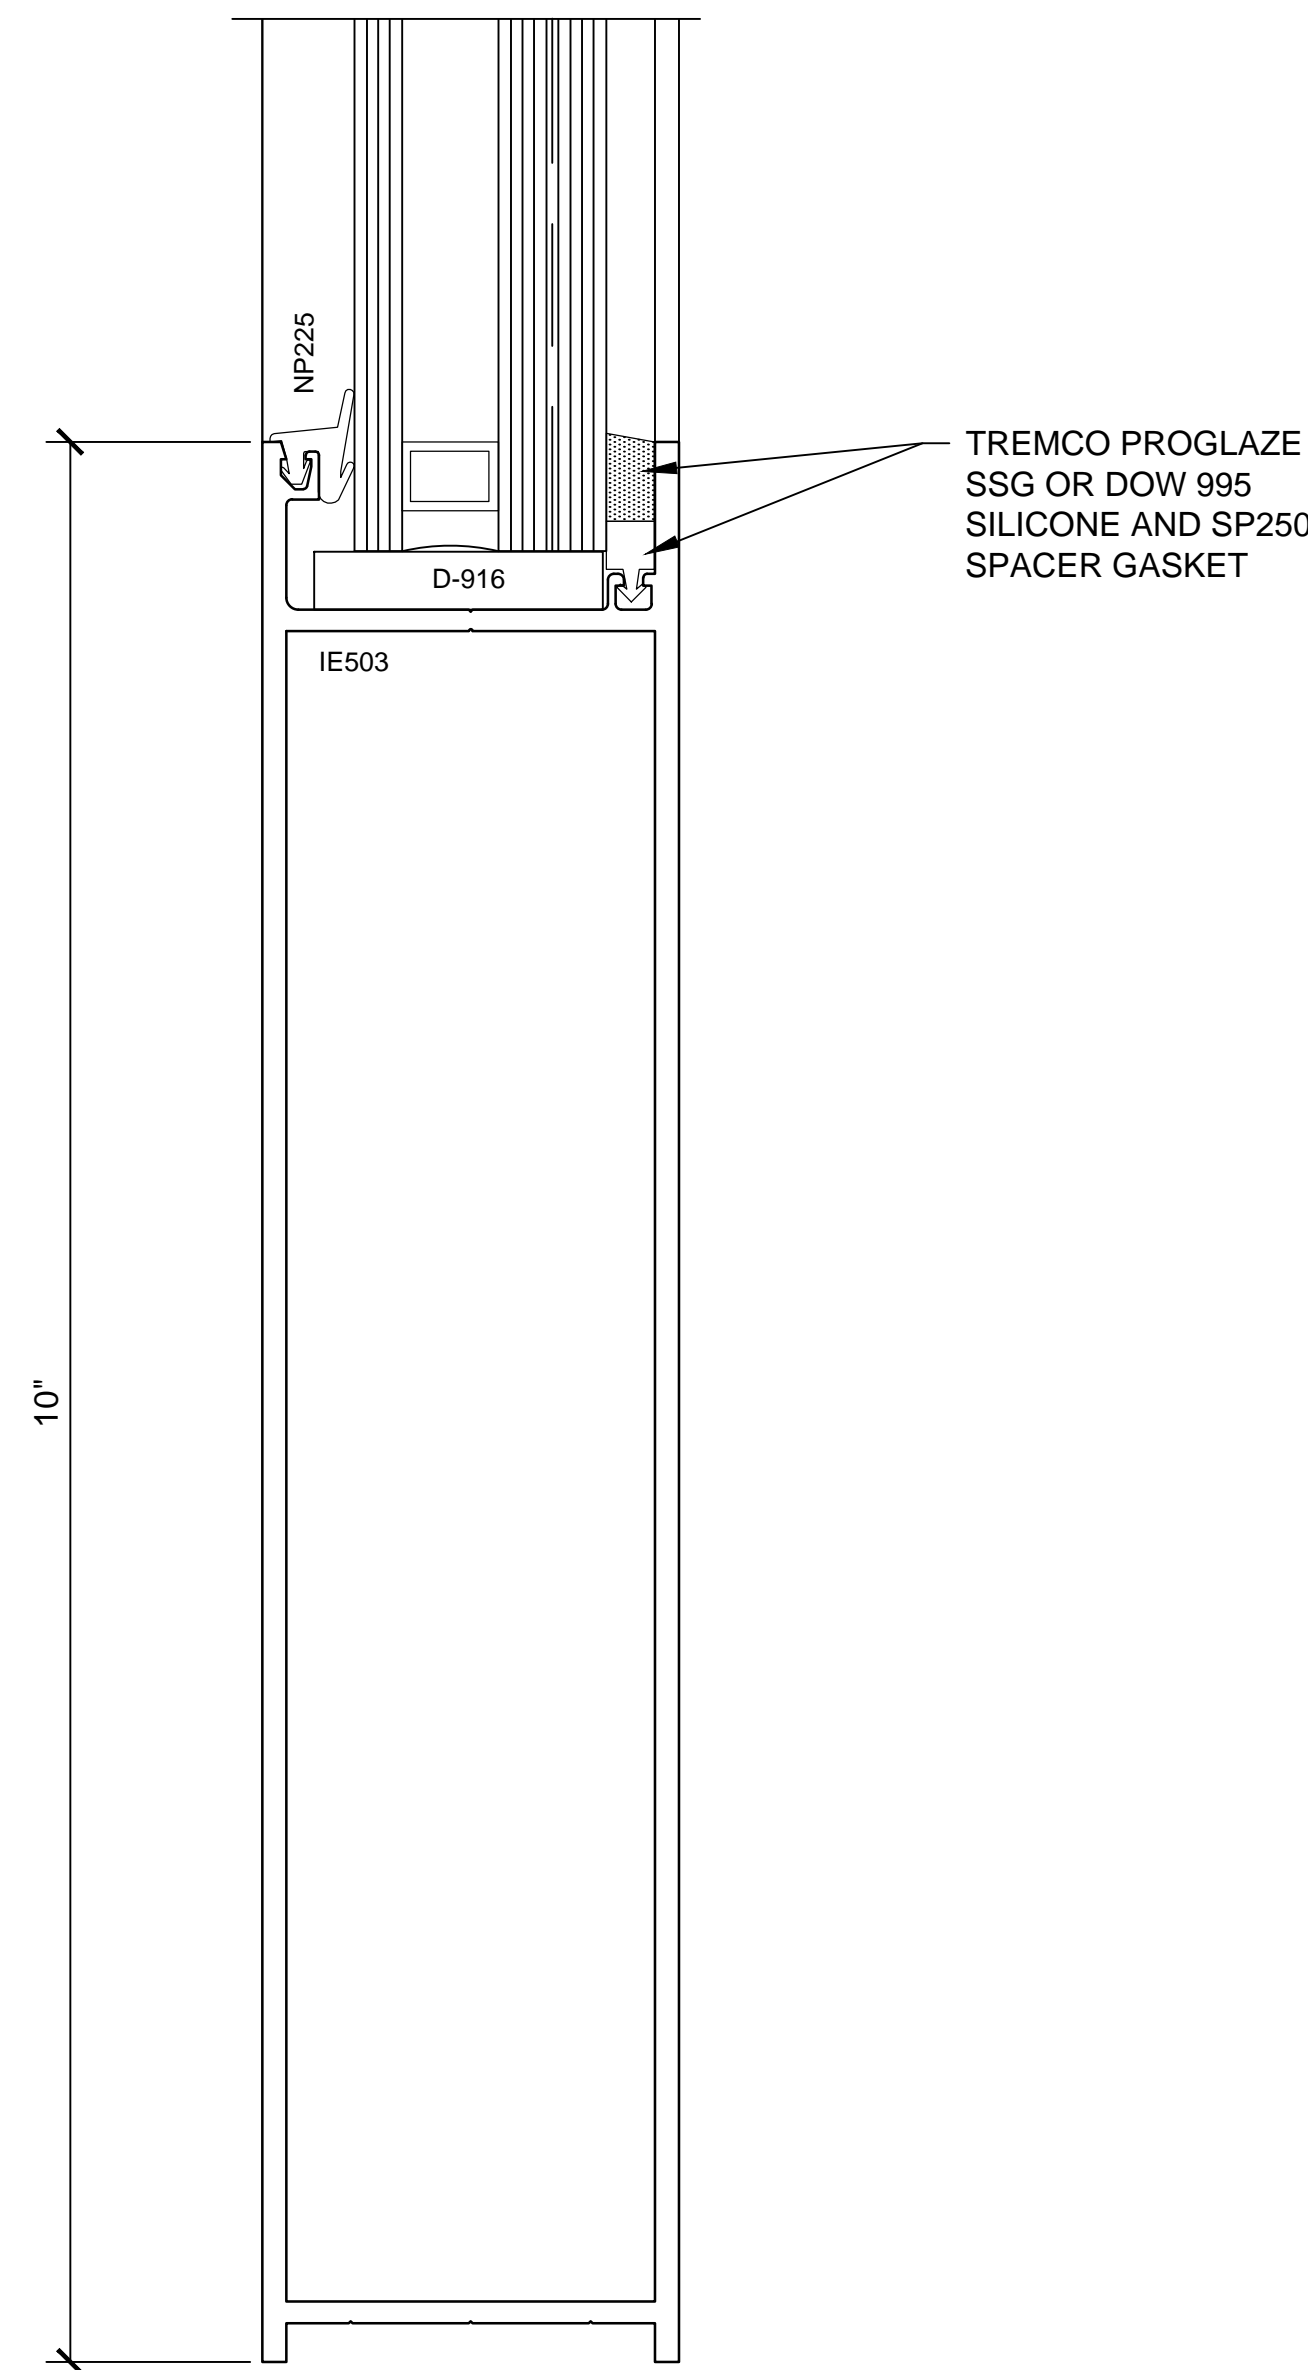 NP225
TREMCO PROGLAZE
SSG OR DOW 995
SILICONE AND SP250
SPACER GASKET
D-916
IE503
10"